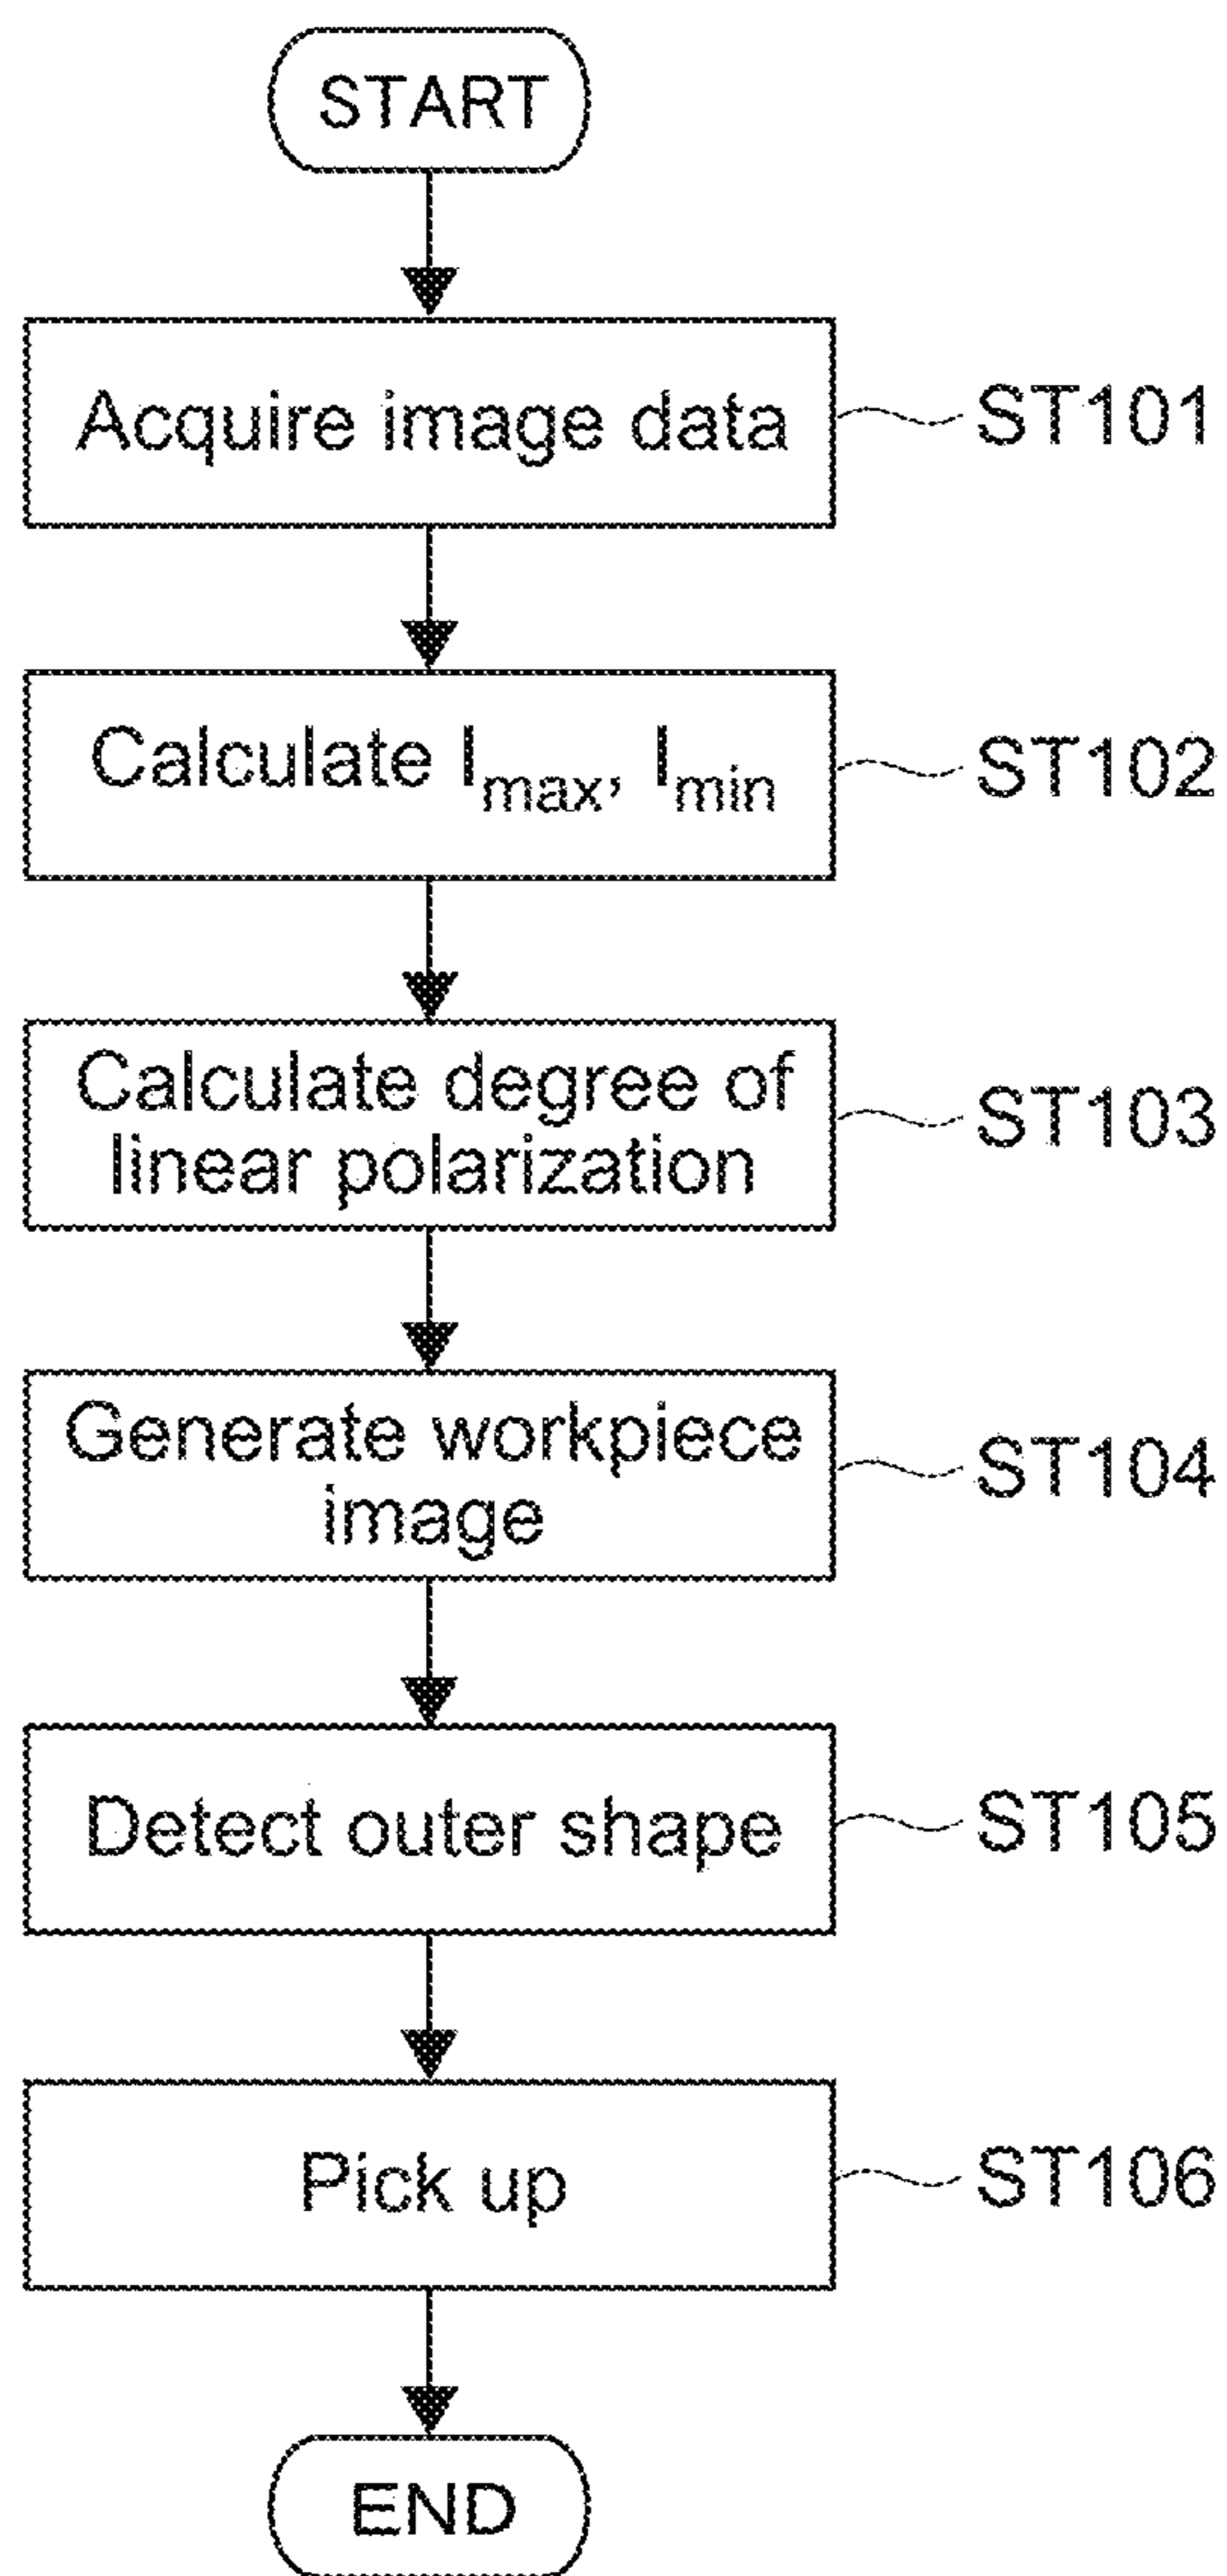 START
Acquire image data
ST101
Calculate Imax, Imin
ST102
Calculate degree of
linear polarization
ST103
Generate workpiece
image
ST104
Detect outer shape
ST105
Pick up
ST106
END